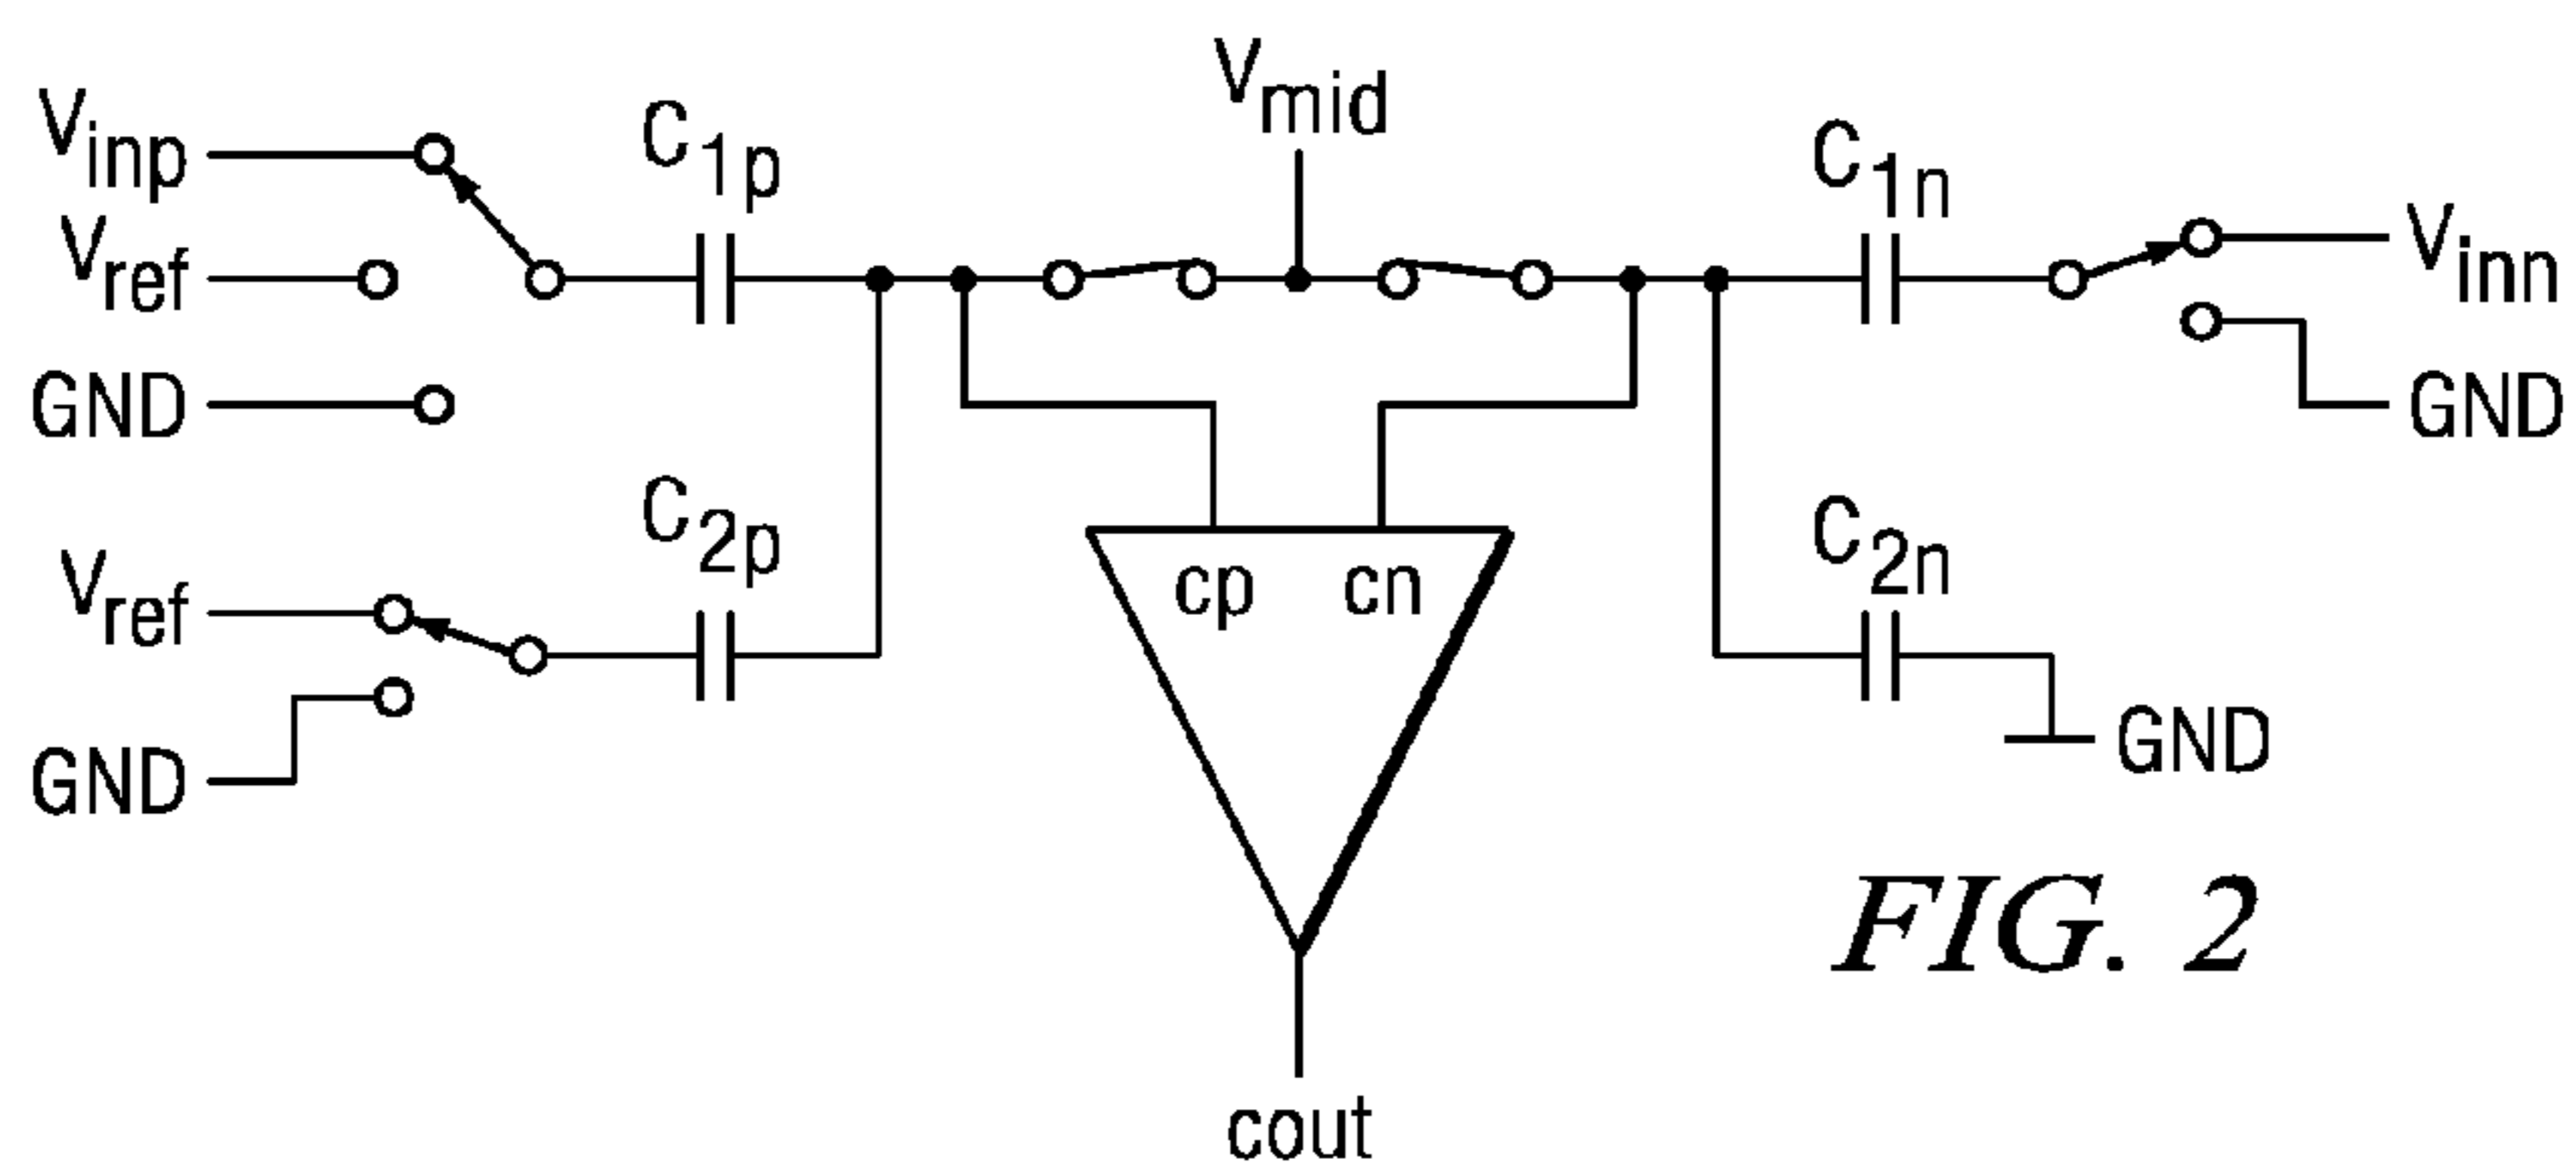 Vinp
Vref
GND
C1p
Vmid
C1n
Vinn
GND
C2p
Vref
GND
cp
cn
C2n
GND
cout
FIG. 2